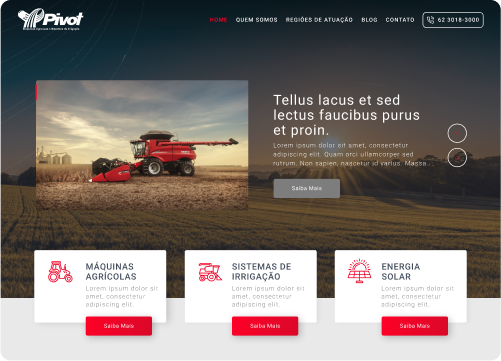 Pivot
HOME QUEM SOMOS REGIÕES DE ATUAÇÃO BLOG CONTATO 62 3018-3000
Tellus lacus et sed
lectus faucibus purus
et proin.
Lorem ipsum dolor sit amet, consectetur
adipiscing elit. Quam orci ullamcorper sed
rutrum. Non sapien, nascetur id varius. Massa...
Saiba Mais
MÁQUINAS
AGRÍCOLAS
Lorem ipsum dolor sit
amet, consectetur
adipiscing elit.
Saiba Mais
SISTEMAS DE
IRRIGAÇÃO
Lorem ipsum dolor sit
amet, consectetur
adipiscing elit.
Saiba Mais
ENERGIA
SOLAR
Lorem ipsum dolor sit
amet, consectetur
adipiscing elit.
Saiba Mais